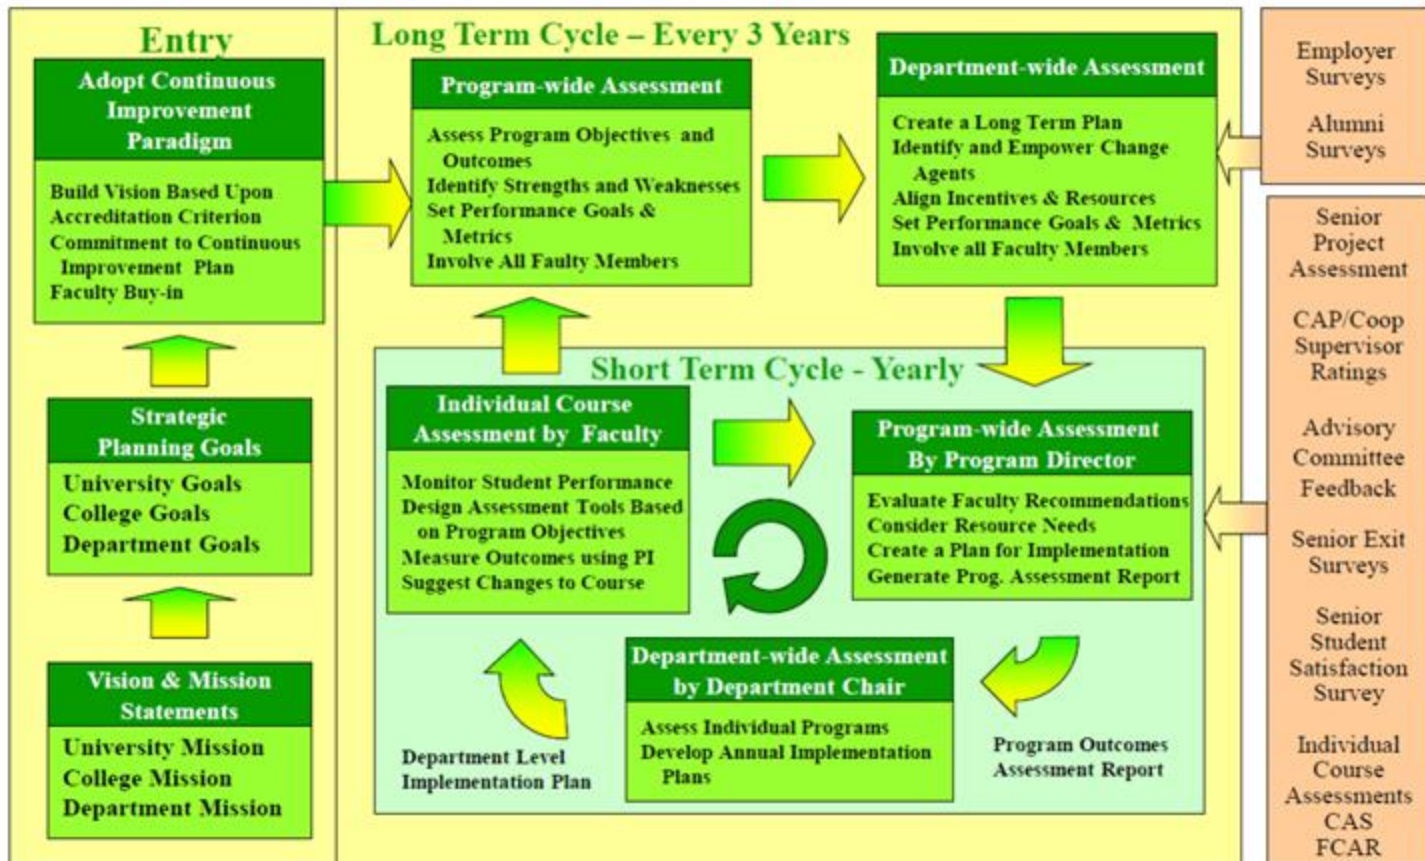 Entry
Adopt Continuous
Improvement
Paradigm
Build Vision Based Upon
Accreditation Criterion
Commitment to Continuous
Improvement Plan
Faculty Buy-in
Strategic
Planning Goals
University Goals
College Goals
Department Goals
Vision & Mission
Statements
University Mission
College Mission
Department Mission
Long Term Cycle – Every 3 Years
Program-wide Assessment
Assess Program Objectives and
Outcomes
Identify Strengths and Weaknesses
Set Performance Goals &
Metrics
Involve All Faulty Members
Department-wide Assessment
Create a Long Term Plan
Identify and Empower Change
Agents
Align Incentives & Resources
Set Performance Goals & Metrics
Involve all Faculty Members
Short Term Cycle - Yearly
Individual Course
Assessment by Faculty
Monitor Student Performance
Design Assessment Tools Based
on Program Objectives
Measure Outcomes using PI
Suggest Changes to Course
Program-wide Assessment
By Program Director
Evaluate Faculty Recommendations
Consider Resource Needs
Create a Plan for Implementation
Generate Prog. Assessment Report
Department-wide Assessment
by Department Chair
Assess Individual Programs
Develop Annual Implementation
Plans
Department Level
Implementation Plan
Program Outcomes
Assessment Report
Employer
Surveys
Alumni
Surveys
Senior
Project
Assessment
CAP/Coop
Supervisor
Ratings
Advisory
Committee
Feedback
Senior Exit
Surveys
Senior
Student
Satisfaction
Survey
Individual
Course
Assessments
CAS
FCAR